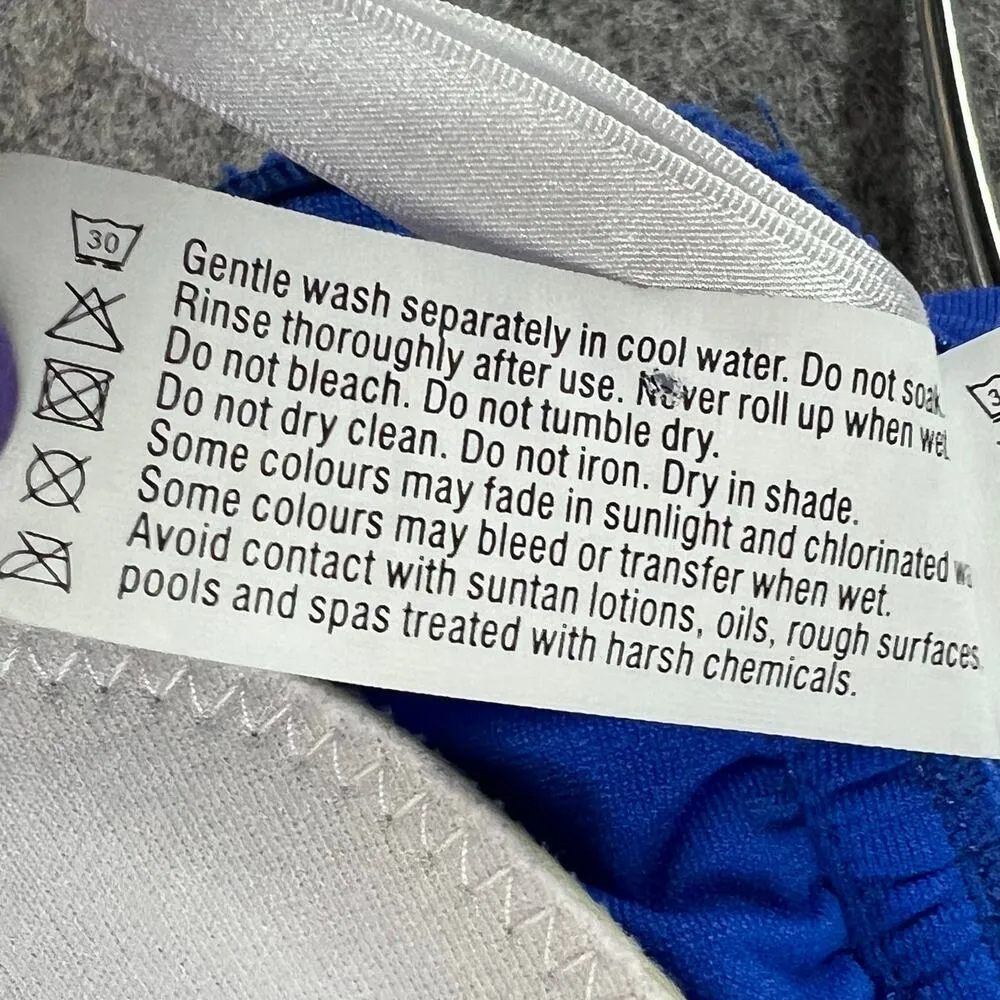 30
Gentle wash separately in cool water. Do not soak.
Rinse thoroughly after use. Never roll up when wet.
Do not bleach. Do not tumble dry.
Do not dry clean. Do not iron. Dry in shade.
Some colours may fade in sunlight and chlorinated
Some colours may bleed or transfer when wet.
Avoid contact with suntan lotions, oils, rough surfaces,
pools and spas treated with harsh chemicals.